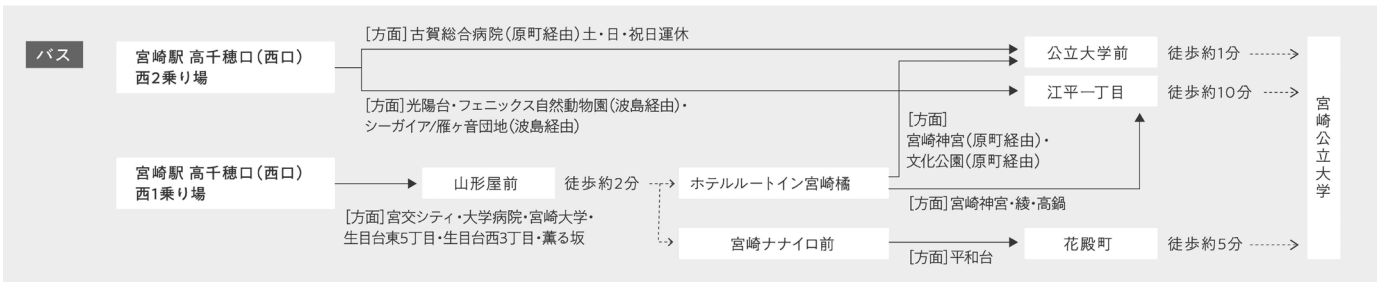 バス
宮崎駅 高千穂口(西口)
西2乗り場
[方面]古賀総合病院(原町経由)土・日・祝日運休
公立大学前
徒歩約1分
[方面]光陽台・フェニックス自然動物園(波島経由)・
シーガイア/雁ヶ音団地(波島経由)
江平一丁目
徒歩約10分
宮崎駅 高千穂口(西口)
西1乗り場
山形屋前
徒歩約2分
[方面]宮交シティ・大学病院・宮崎大学・
生目台東5丁目・生目台西3丁目・薫る坂
ホテルルートイン宮崎橘
[方面]
宮崎神宮(原町経由)・
文化公園(原町経由)
[方面]宮崎神宮・綾・高鍋
宮崎ナナイロ前
[方面]平和台
花殿町
徒歩約5分
宮崎公立大学